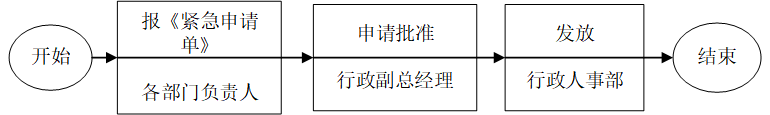 开始
报《紧急申请
单》
各部门负责人
申请批准
行政副总经理
发放
行政人事部
结束